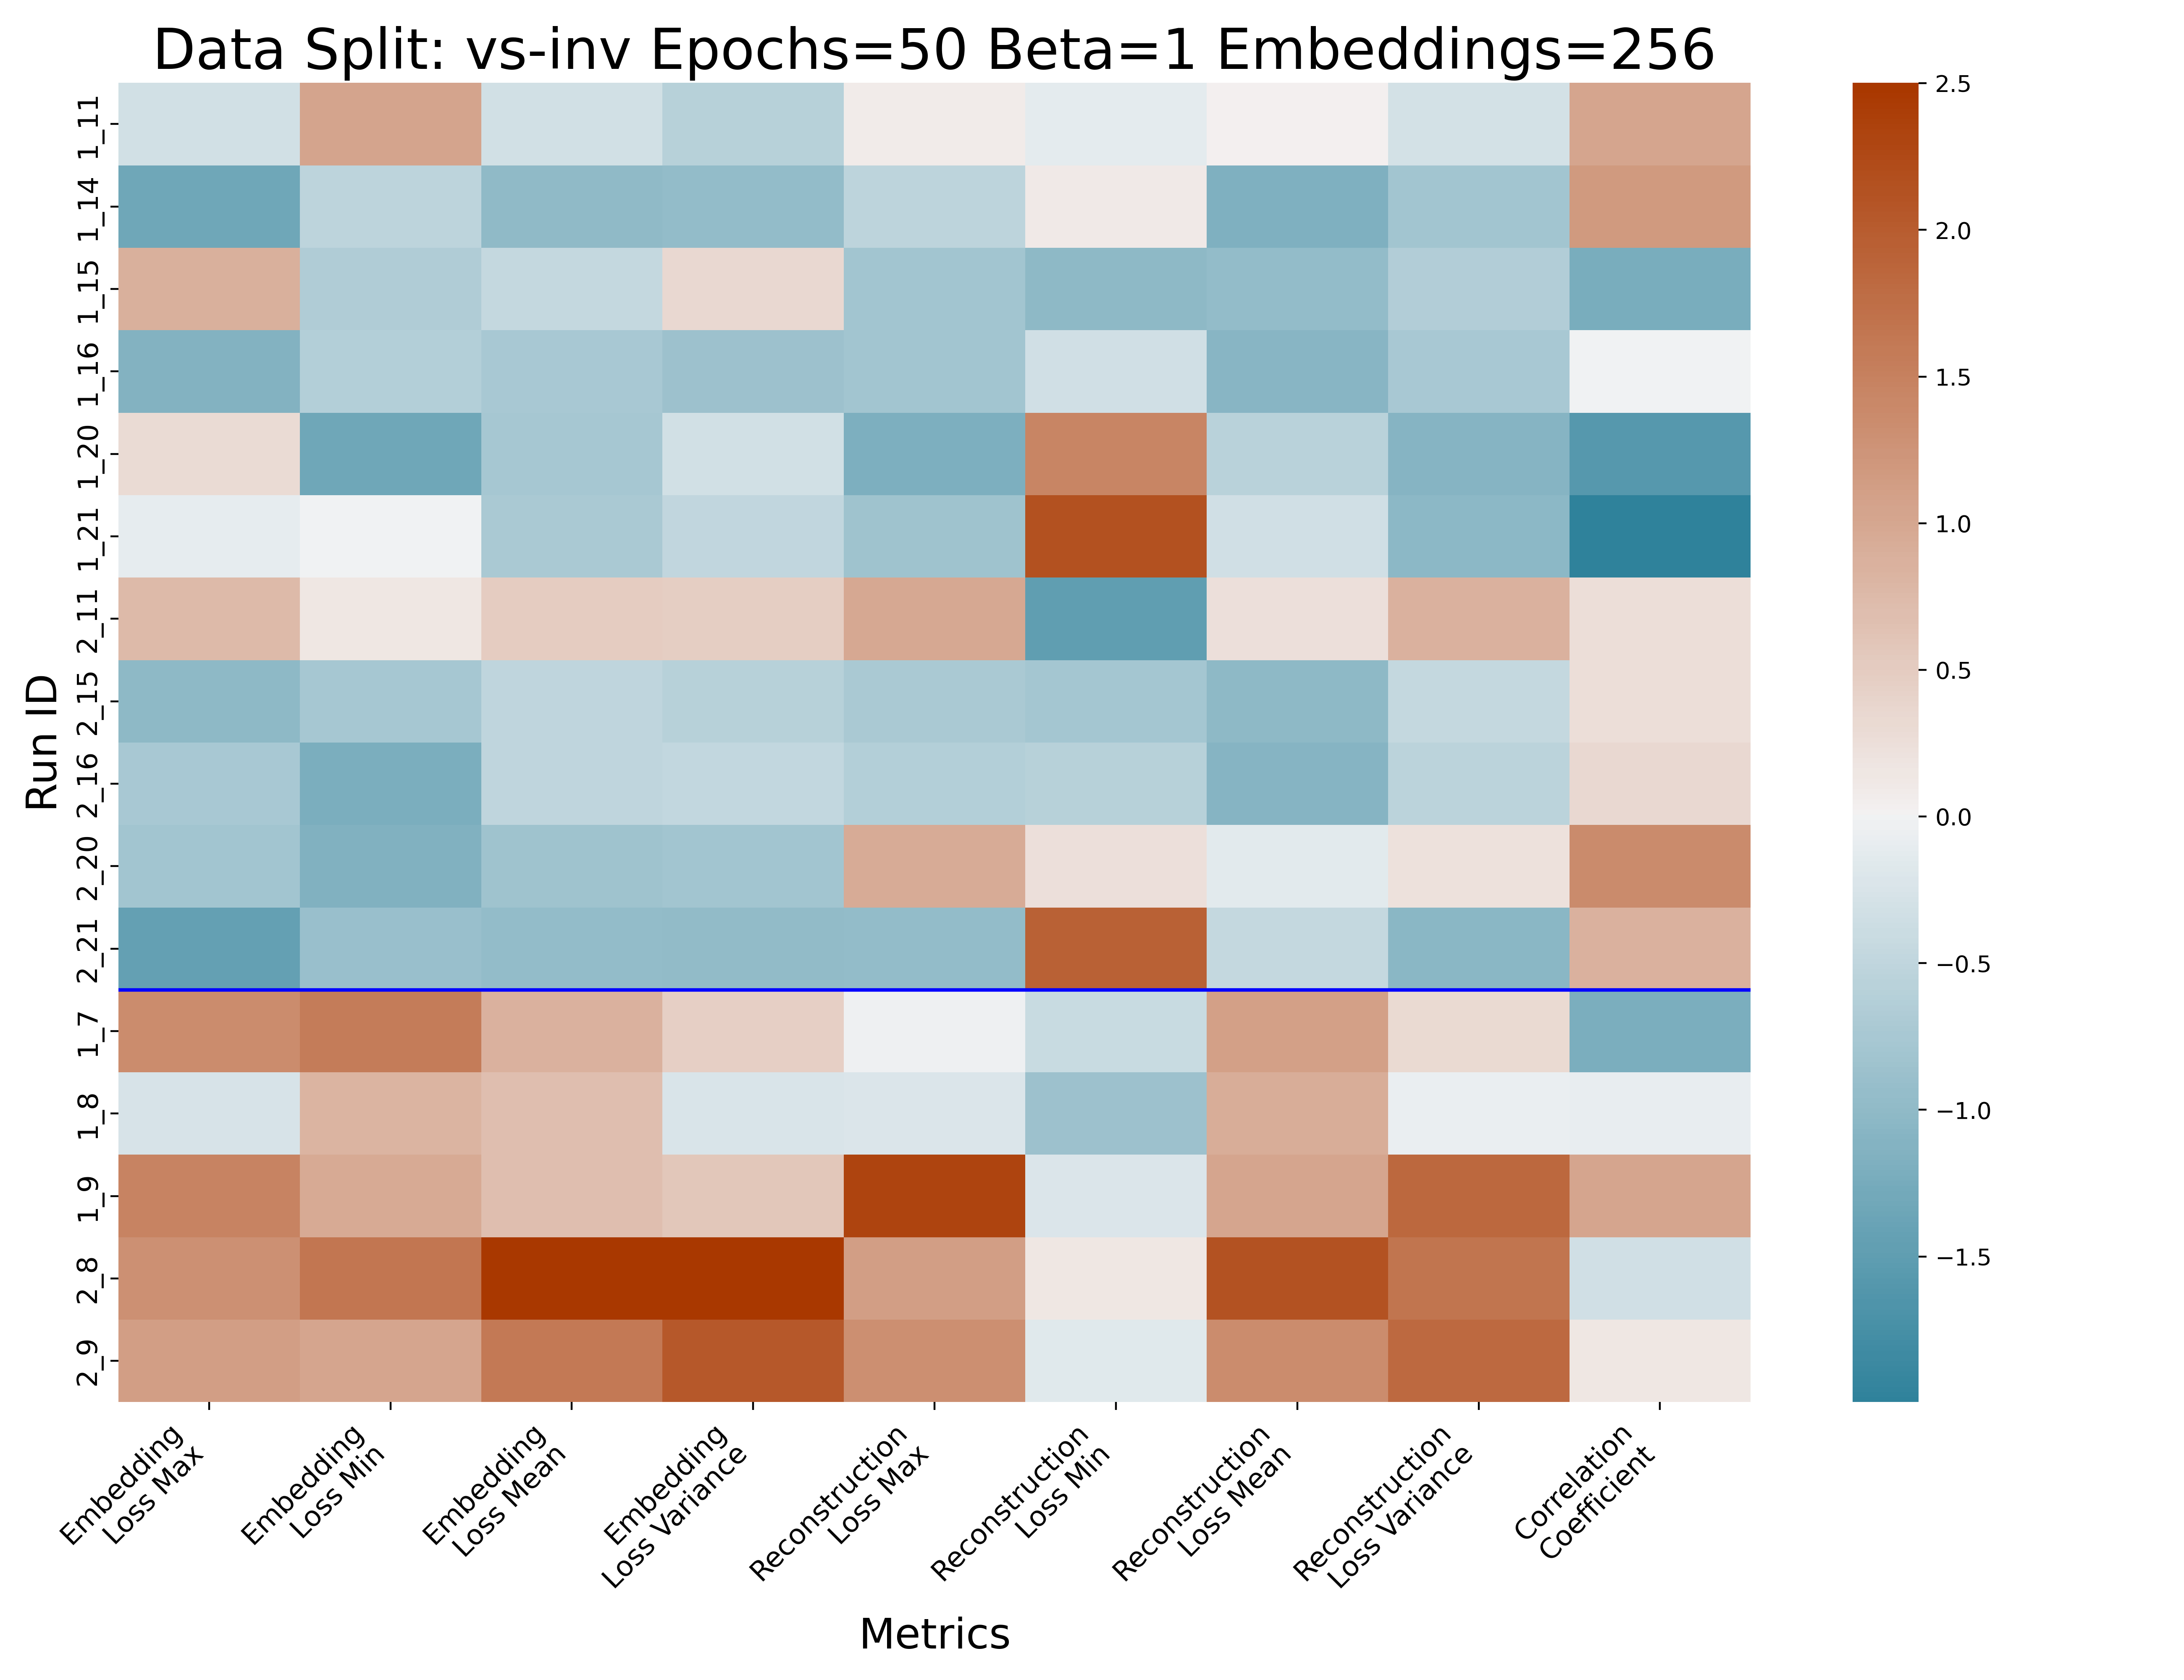 Data Split: vs-inv Epochs=50 Beta=1 Embeddings=256
Run ID
1_11
1_14
1_15
1_16
1_20
1_21
2_11
2_15
2_16
2_20
2_21
1_7
1_8
1_9
2_8
2_9
Embedding
Loss Max
Embedding
Loss Min
Embedding
Loss Mean
Embedding
Loss Variance
Reconstruction
Loss Max
Reconstruction
Loss Min
Reconstruction
Loss Mean
Reconstruction
Loss Variance
Correlation
Coefficient
Metrics
2.5
2.0
1.5
1.0
0.5
0.0
−0.5
−1.0
−1.5